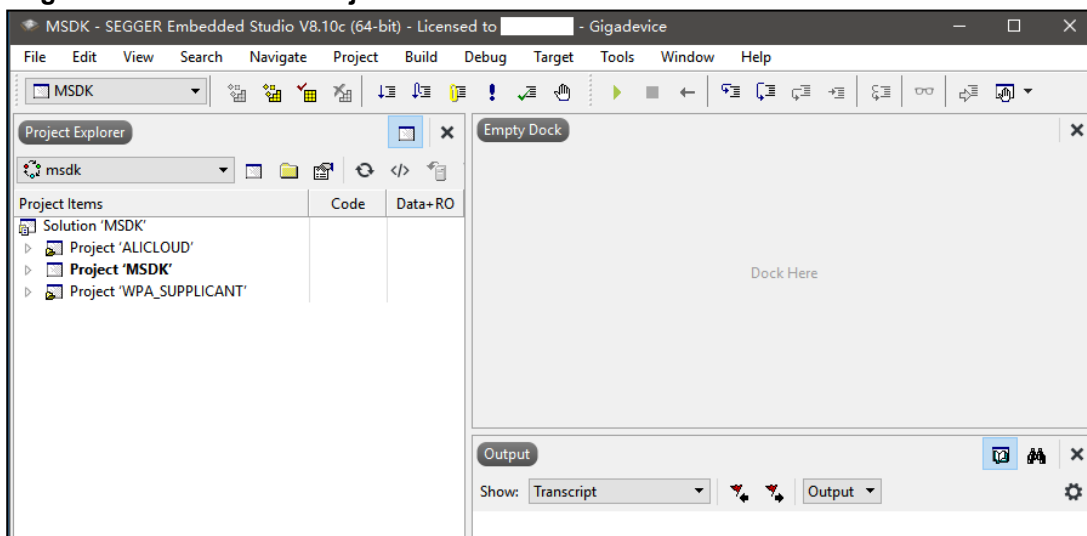 MSDK - SEGGER Embedded Studio V8.10c (64-bit) - Licensed to - Gigadevice
File Edit View Search Navigate Project Build Debug Target Tools Window Help
MSDK
Project Explorer
Empty Dock
msdk
Project Items Code Data+RO
Solution ‘MSDK’
Project ‘ALICLOUD’
Project ‘MSDK’
Project ‘WPA_SUPPLICANT’
Dock Here
Output
Show: Transcript Output